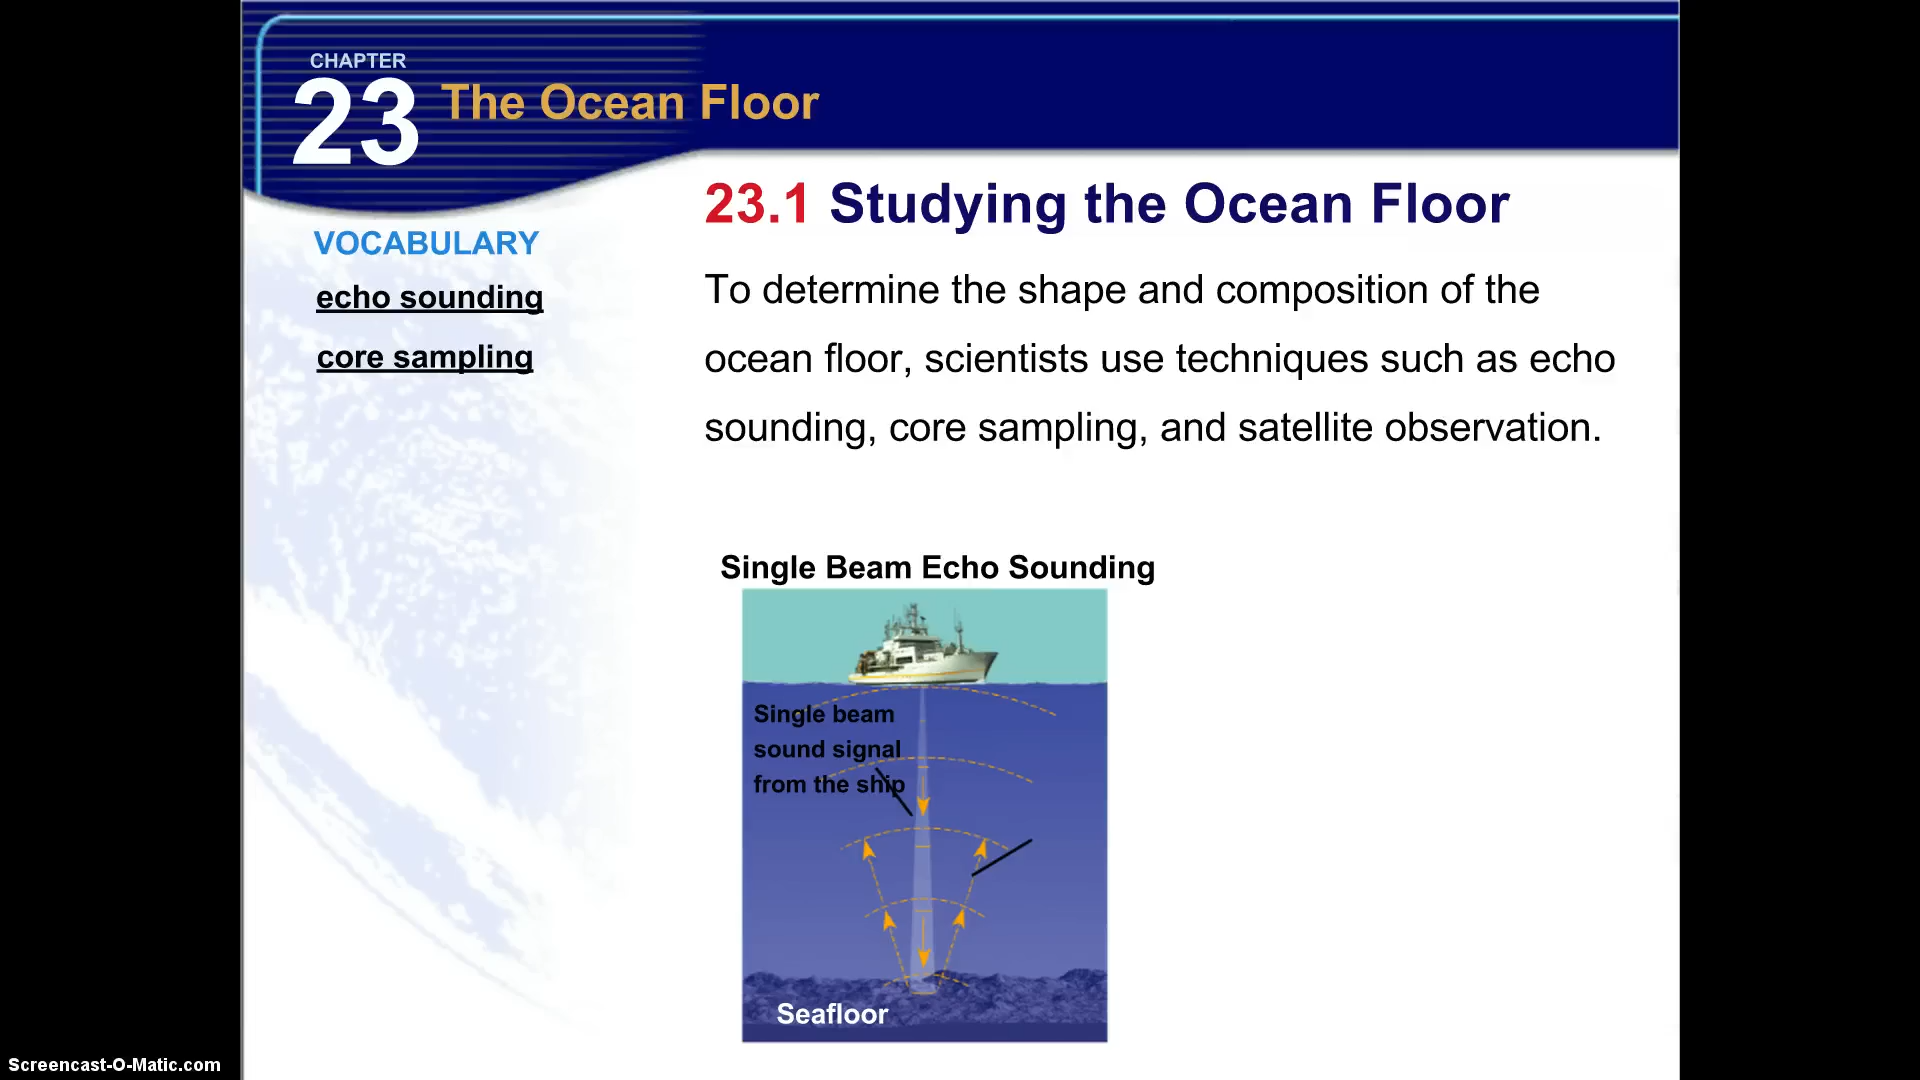 CHAPTER
23
The Ocean Floor
VOCABULARY
echo sounding
core sampling
23.1 Studying the Ocean Floor
To determine the shape and composition of the
ocean floor, scientists use techniques such as echo
sounding, core sampling, and satellite observation.
Single Beam Echo Sounding
Single beam
sound signal
from the ship
Seafloor
Screencast-O-Matic.com